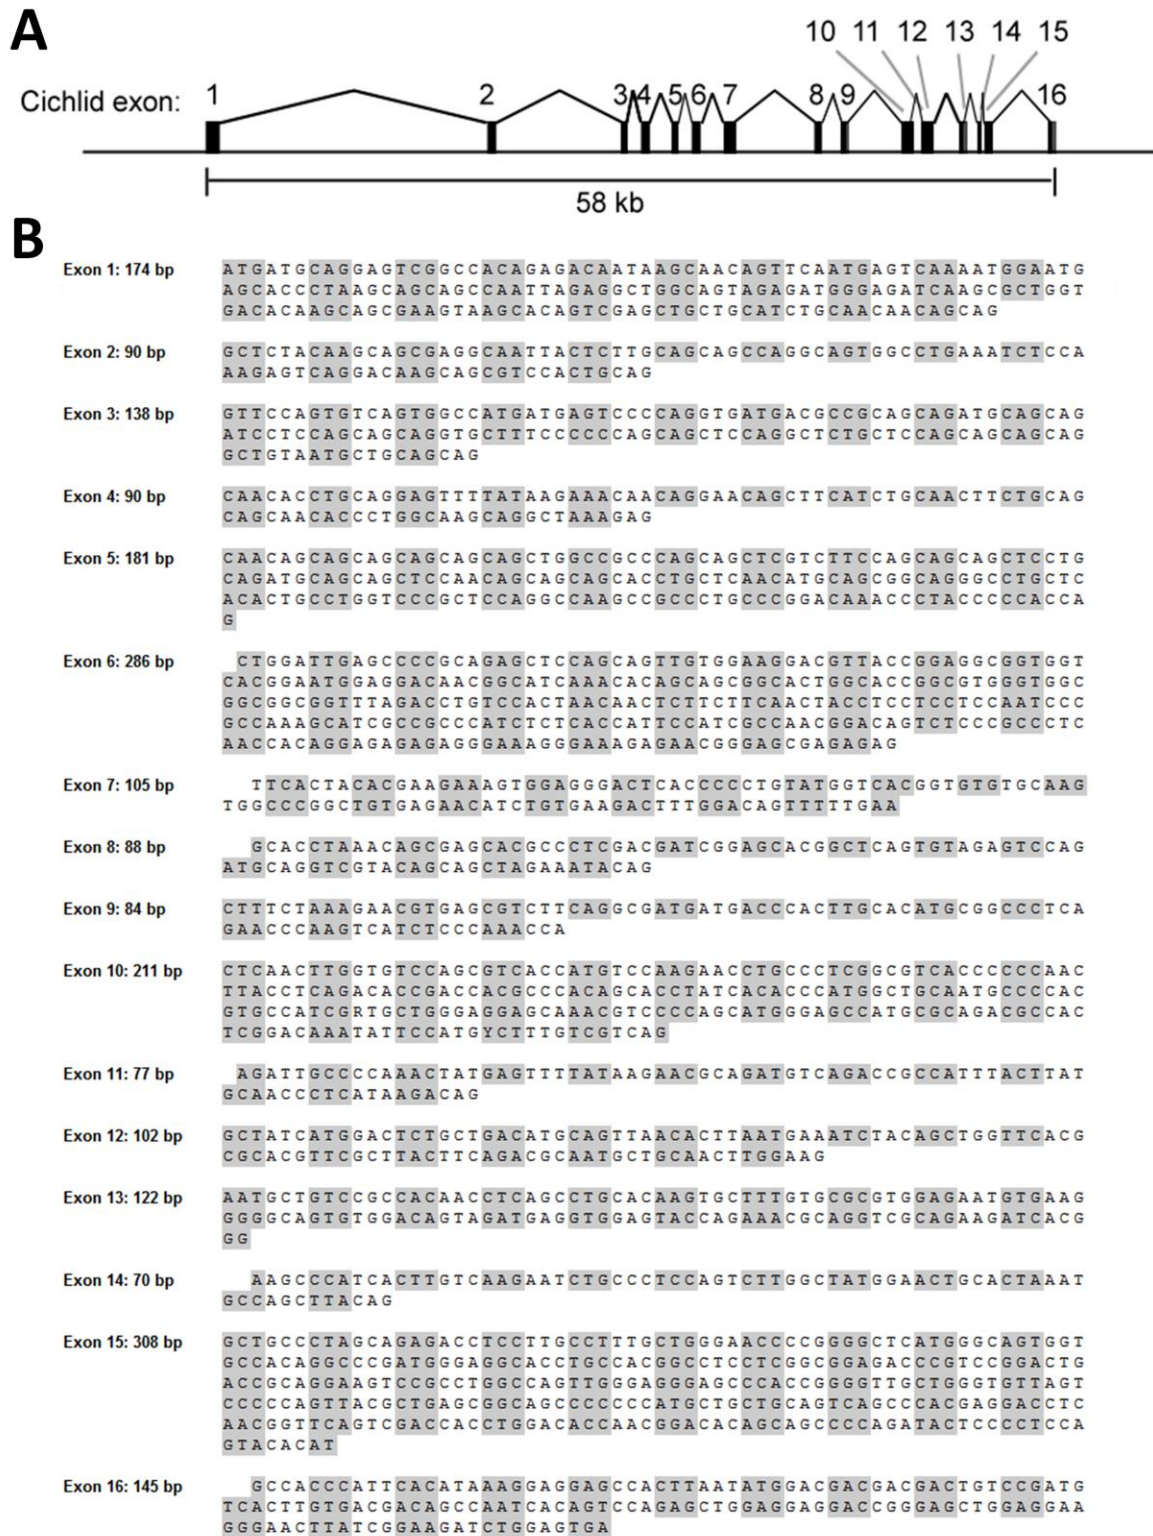 A
10 11 12 13 14 15
Cichlid exon: 1 2 3 4 5 6 7 8 9 16
58 kb
B
Exon 1: 174 bp ATGATGCAGGAGTCGGCCACAGAGACAATAAGCAACAGTTCAATGAGTCAAAATGGAATG
AGCACCCTAAGCAGCAGCCAATTAGAGGCTGGCAGTAGAGATGGGAGATCAAGCGCTGGT
GACACAAGCAGCGAAGTAAGCACAGTCGAGCTGCTGCATCTGCAACAACAGCAG
Exon 2: 90 bp GCTCTACAAGCAGCGAGGCAATTACTCTTGCAGCAGCCAGGCAGTGGCCTGAAATCTCCA
AAGAGTCAGGACAAGCAGCGTCCACTGCAG
Exon 3: 138 bp GTTCCAGTGTCAGTGGCCATGATGAGTCCCCAGGTGATGACGCCGCAGCAGATGCAGCAG
ATCCTCCAGCAGCAGGTGCTTTCCCCCCAGCAGCTCCAGGCTCTGCTCCAGCAGCAGCAG
GCTGTAATGCTGCAGCAG
Exon 4: 90 bp CAACACCTGCAGGAGTTTTATAAGAAACAACAGGAACAGCTTCATCTGCAACTTCTGCAG
CAGCAACACCCTGGCAAGCAGGCTAAAGAG
Exon 5: 181 bp CAACAGCAGCAGCAGCAGCAGCTGGCCGCCCAGCAGCTCGTCTTCCAGCAGCAGCTCCTG
CAGATGCAGCAGCTCCAACAGCAGCAGCACCTGCTCAACATGCAGCGGCAGGGCCTGCTC
ACACTGCCTGGTCCCGCTCCAGGCCAAGCCGCCCTGCCCGGACAAACCCTACCCCCACCA
G
Exon 6: 286 bp CTGGATTGAGCCCCGCAGAGCTCCAGCAGTTGTGGAAGGACGTTACCGGAGGCGGTGGT
CACGGAATGGAGGACAACGGCATCAAACACAGCAGCGGCACTGGCACCGGCGTGGGTGGC
GGCGGCGGTTTAGACCTGTCCACTAACAACTCTTCTTCAACTACCTCCTCCTCCAATCCC
GCCAAAGCATCGCCGCCCATCTCTCACCATTCCATCGCCAACGGACAGTCTCCCGCCCTC
AACCACAGGAGAGAGAGGGAAAGGGAAAGAGAACGGGAGCGAGAGAG
Exon 7: 105 bp TTCACTACACGAAGAAAGTGGAGGGACTCACCCCCTGTATGGTCACGGTGTGTGCAAG
TGGCCCGGCTGTGAGAACATCTGTGAAGACTTTGGACAGTTTTTGAA
Exon 8: 88 bp GCACCTAAACAGCGAGCACGCCCTCGACGATCGGAGCACGGCTCAGTGTAGAGTCCAG
ATGCAGGTCGTACAGCAGCTAGAAATACAG
Exon 9: 84 bp CTTTCTAAAGAACGTGAGCGTCTTCAGGCGATGATGACCCACTTGCACATGCGGCCCTCA
GAACCCAAGTCATCTCCCAAACCA
Exon 10: 211 bp CTCAACTTGGTGTCCAGCGTCACCATGTCCAAGAACCTGCCCTCGGCGTCACCCCCCAAC
TTACCTCAGACACCGACCACGCCCACAGCACCTATCACACCCATGGCTGCAATGCCCCAC
GTGCCATCGRTGCTGGGAGGAGCAAACGTCCCCAGCATGGGAGCCATGCGCAGACGCCAC
TCGGACAAATATTCCATGYCTTTGTCGTCAG
Exon 11: 77 bp AGATTGCCCCAAACTATGAGTTTTATAAGAACGCAGATGTCAGACCGCCATTTACTTAT
GCAACCCTCATAAGACAG
Exon 12: 102 bp GCTATCATGGACTCTGCTGACATGCAGTTAACACTTAATGAAATCTACAGCTGGTTCACG
CGCACGTTCGCTTACTTCAGACGCAATGCTGCAACTTGGAAG
Exon 13: 122 bp AATGCTGTCCGCCACAACCTCAGCCTGCACAAGTGCTTTGTGCGCGTGGAGAATGTGAAG
GGGGCAGTGTGGACAGTAGATGAGGTGGAGTACCAGAAACGCAGGTCGCAGAAGATCACG
GG
Exon 14: 70 bp AAGCCCATCACTTGTCAAGAATCTGCCCTCCAGTCTTGGCTATGGAACTGCACTAAAT
GCCAGCTTACAG
Exon 15: 308 bp GCTGCCCTAGCAGAGACCTCCTTGCCTTTGCTGGGAACCCCGGGGCTCATGGGCAGTGGT
GCCACAGGCCCGATGGGAGGCACCTGCCACGGCCTCCTCGGCGGAGACCCGTCCGGACTG
ACCGCAGGAAGTCCGCCTGGCCAGTTGGGAGGGAGCCCACCGGGGTTGCTGGGTGTTAGT
CCCCCAGTTACGCTGAGCGGCAGCCCCCCCATGCTGCTGCAGTCAGCCCACGAGGACCTC
AACGGTTCAGTCGACCACCTGGACACCAACGGACACAGCAGCCCCAGATACTCCCCTCCA
GTACACAT
Exon 16: 145 bp GCCACCCATTCACATAAAGGAGGAGCCACTTAATATGGACGACGACTGTCCGATG
TCACTTGTGACGACAGCCAATCACAGTCCAGAGCTGGAGGAGGACCGGGAGCTGGAGGAA
GGGAACTTATCGGAAGATCTGGAGTGA